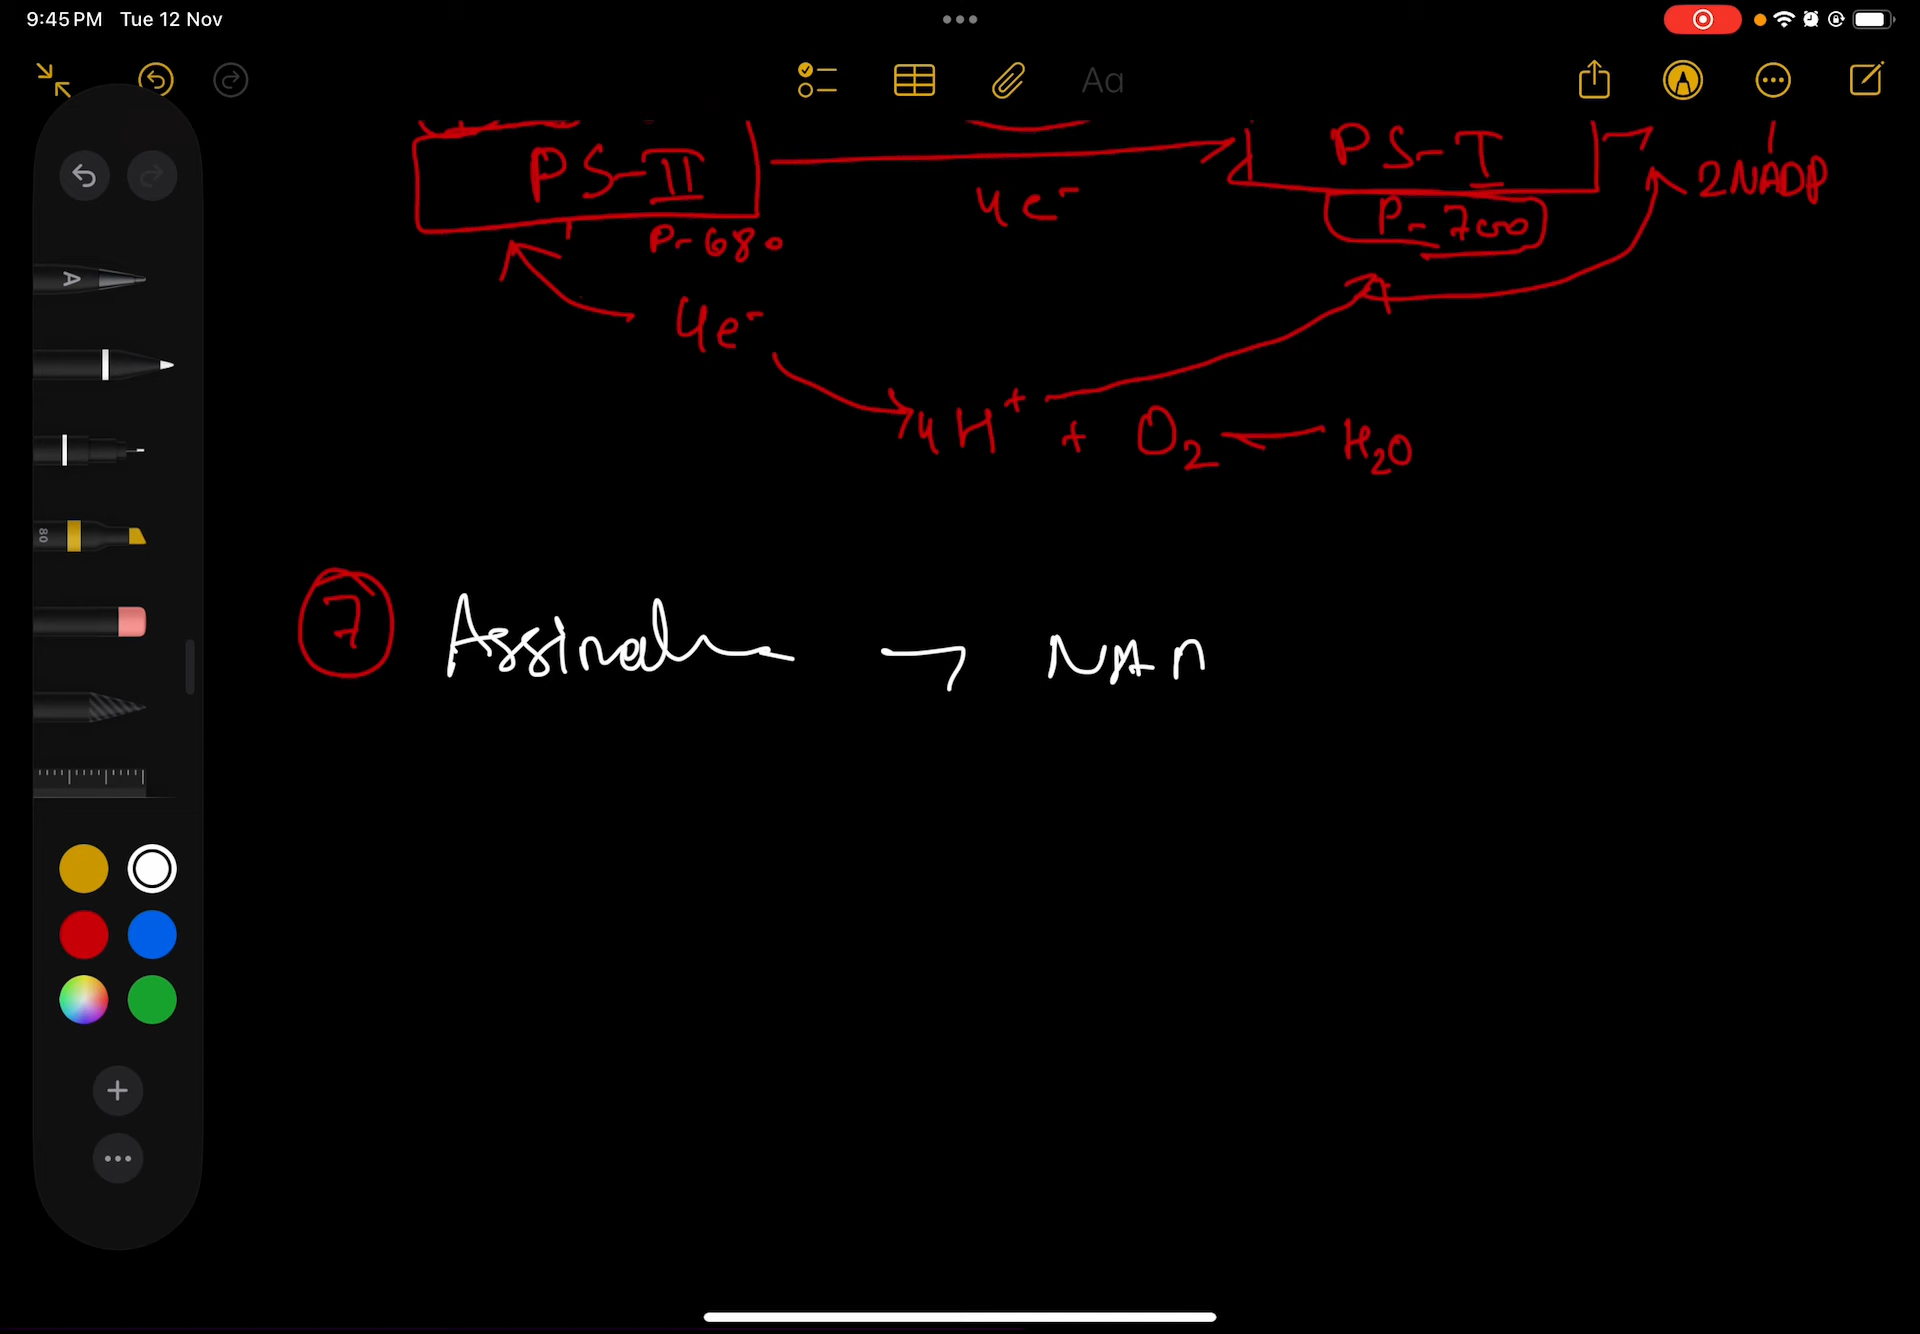 9:45 PM Tue 12 Nov
Aa
PS-II
PS-I
4e-
2NADP
P-680
P-700
4e-
4H+ + O2 ← H2O
7 →
A
80